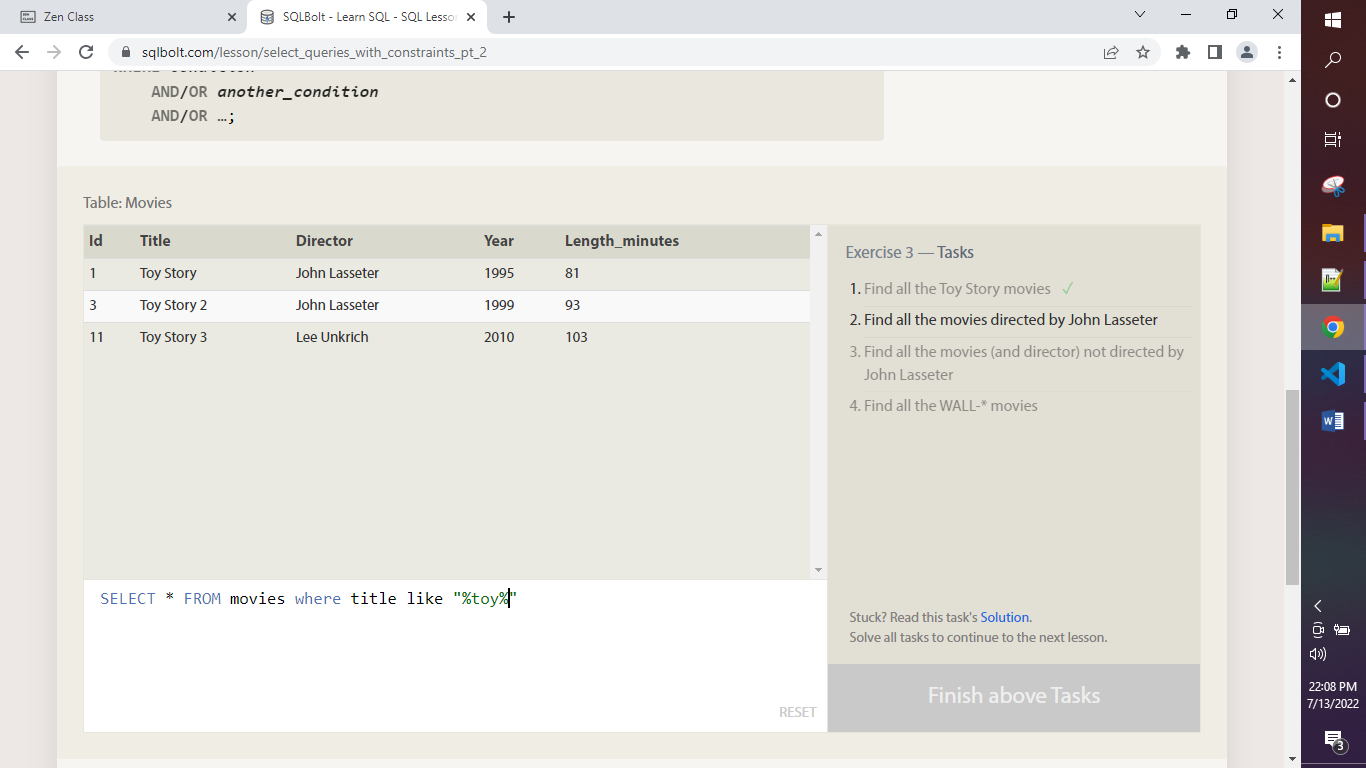 Zen Class
SQLBolt - Learn SQL - SQL Lesson
sqlbolt.com/lesson/select_queries_with_constraints_pt_2
AND/OR another_condition
AND/OR …;
Table: Movies
Id Title Director Year Length_minutes
1 Toy Story John Lasseter 1995 81
3 Toy Story 2 John Lasseter 1999 93
11 Toy Story 3 Lee Unkrich 2010 103
Exercise 3 — Tasks
1. Find all the Toy Story movies ✓
2. Find all the movies directed by John Lasseter
3. Find all the movies (and director) not directed by
John Lasseter
4. Find all the WALL-* movies
Stuck? Read this task's Solution.
Solve all tasks to continue to the next lesson.
Finish above Tasks
SELECT * FROM movies where title like "%toy%"
RESET
22:08 PM
7/13/2022
3